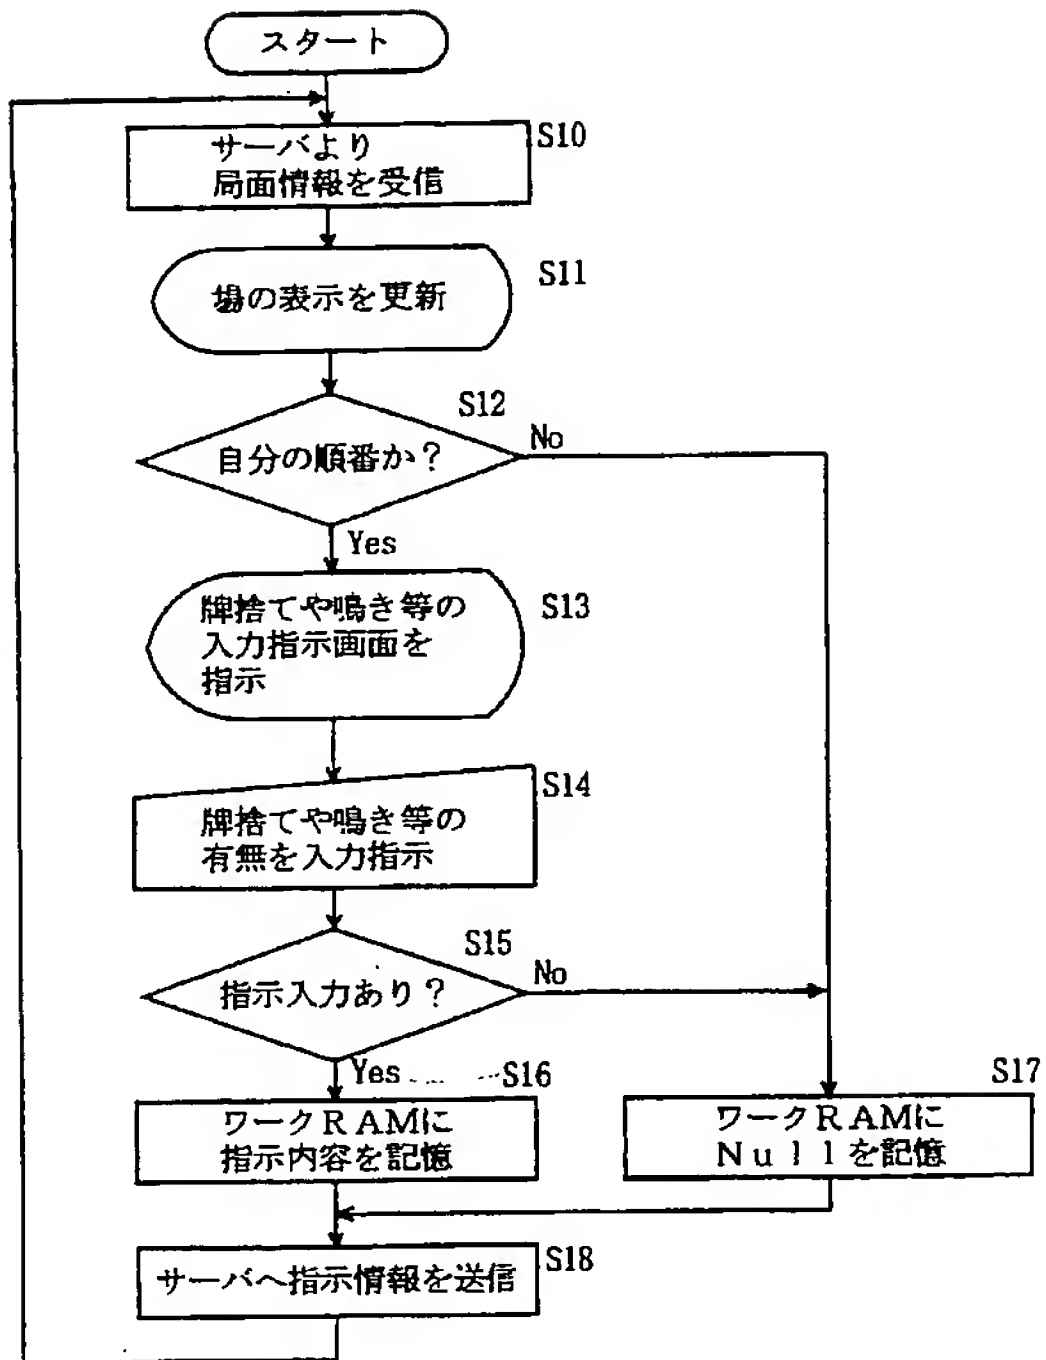 スタート
サーバより
局面情報を受信
S10
場の表示を更新
S11
S12
自分の順番か？
No
Yes
牌捨てや鳴き等の
入力指示画面を
指示
S13
S14
牌捨てや鳴き等の
有無を入力指示
S15
指示入力あり？
No
Yes
S16
ワークRAMに
指示内容を記憶
S17
ワークRAMに
Nullを記憶
サーバへ指示情報を送信
S18